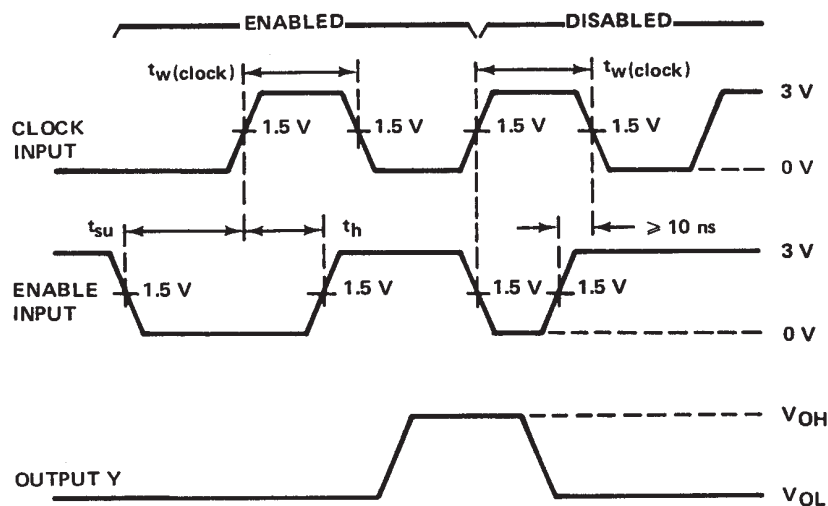 ENABLED DISABLED
tw(clock) tw(clock)
3 V
CLOCK INPUT
1.5 V 1.5 V 1.5 V 1.5 V
0 V
tsu th ≥ 10 ns
3 V
ENABLE INPUT
1.5 V 1.5 V 1.5 V 1.5 V
0 V
VOH
OUTPUT Y
VOL